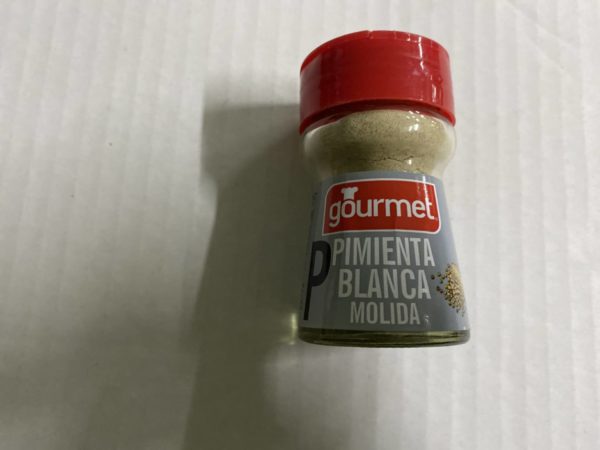 gourmet
P
PIMIENTA
BLANCA
MOLIDA